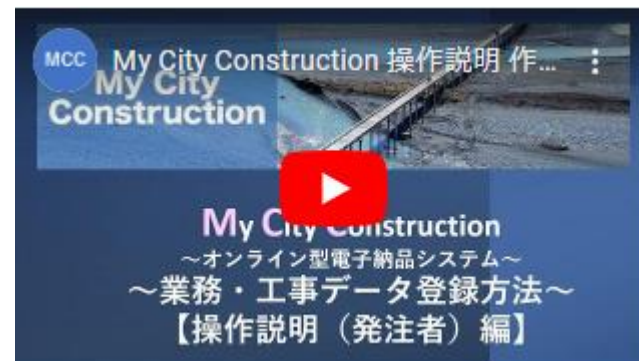 MCC
My City Construction 操作説明 作...
My City
Construction
My City Construction
～オンライン型電子納品システム～
～業務・工事データ登録方法～
【操作説明（発注者）編】